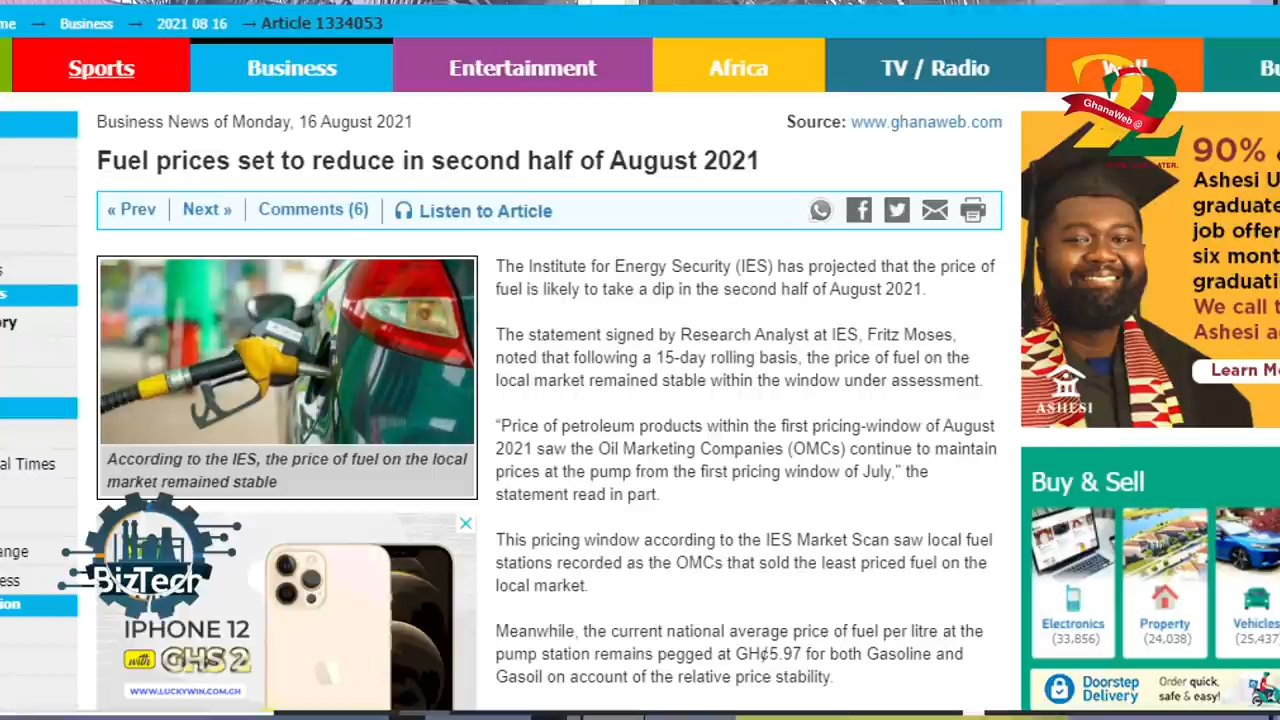 me → Business → 2021 08 16 → Article 1334053
Sports Business Entertainment Africa TV / Radio
Business News of Monday, 16 August 2021
Source: www.ghanaweb.com
Fuel prices set to reduce in second half of August 2021
« Prev Next » Comments (6) Listen to Article
The Institute for Energy Security (IES) has projected that the price of
fuel is likely to take a dip in the second half of August 2021.
The statement signed by Research Analyst at IES, Fritz Moses,
noted that following a 15-day rolling basis, the price of fuel on the
local market remained stable within the window under assessment.
“Price of petroleum products within the first pricing-window of August
2021 saw the Oil Marketing Companies (OMCs) continue to maintain
prices at the pump from the first pricing window of July,” the
statement read in part.
This pricing window according to the IES Market Scan saw local fuel
stations recorded as the OMCs that sold the least priced fuel on the
local market.
Meanwhile, the current national average price of fuel per litre at the
pump station remains pegged at GH¢5.97 for both Gasoline and
Gasoil on account of the relative price stability.
According to the IES, the price of fuel on the local
market remained stable
al Times
BizTech
IPHONE 12
with GHS 2
WWW.LUCKYWIN.COM.GH
22
GhanaWeb @
90%
Ashesi U
graduate
job offer
six mont
graduati
We call t
Ashesi a
Learn M
ASHESI
Buy & Sell
Electronics
(33,856)
Property
(24,038)
Vehicles
(25,437
Doorstep
Delivery
Order quick,
safe & easy!